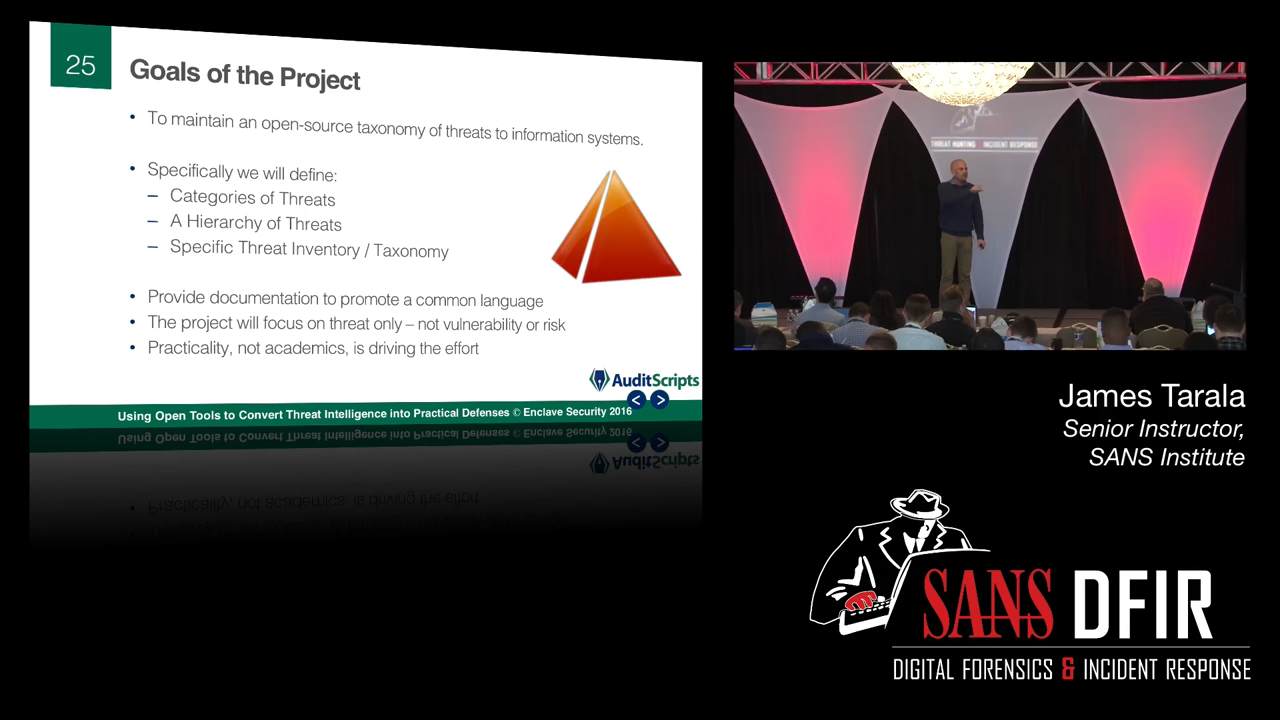 25
Goals of the Project
• To maintain an open-source taxonomy of threats to information systems.
• Specifically we will define:
– Categories of Threats
– A Hierarchy of Threats
– Specific Threat Inventory / Taxonomy
• Provide documentation to promote a common language
• The project will focus on threat only – not vulnerability or risk
• Practicality, not academics, is driving the effort
AuditScripts
Using Open Tools to Convert Threat Intelligence into Practical Defenses © Enclave Security 2016
THREAT HUNTING & INCIDENT RESPONSE
James Tarala
Senior Instructor,
SANS Institute
SANS DFIR
DIGITAL FORENSICS & INCIDENT RESPONSE